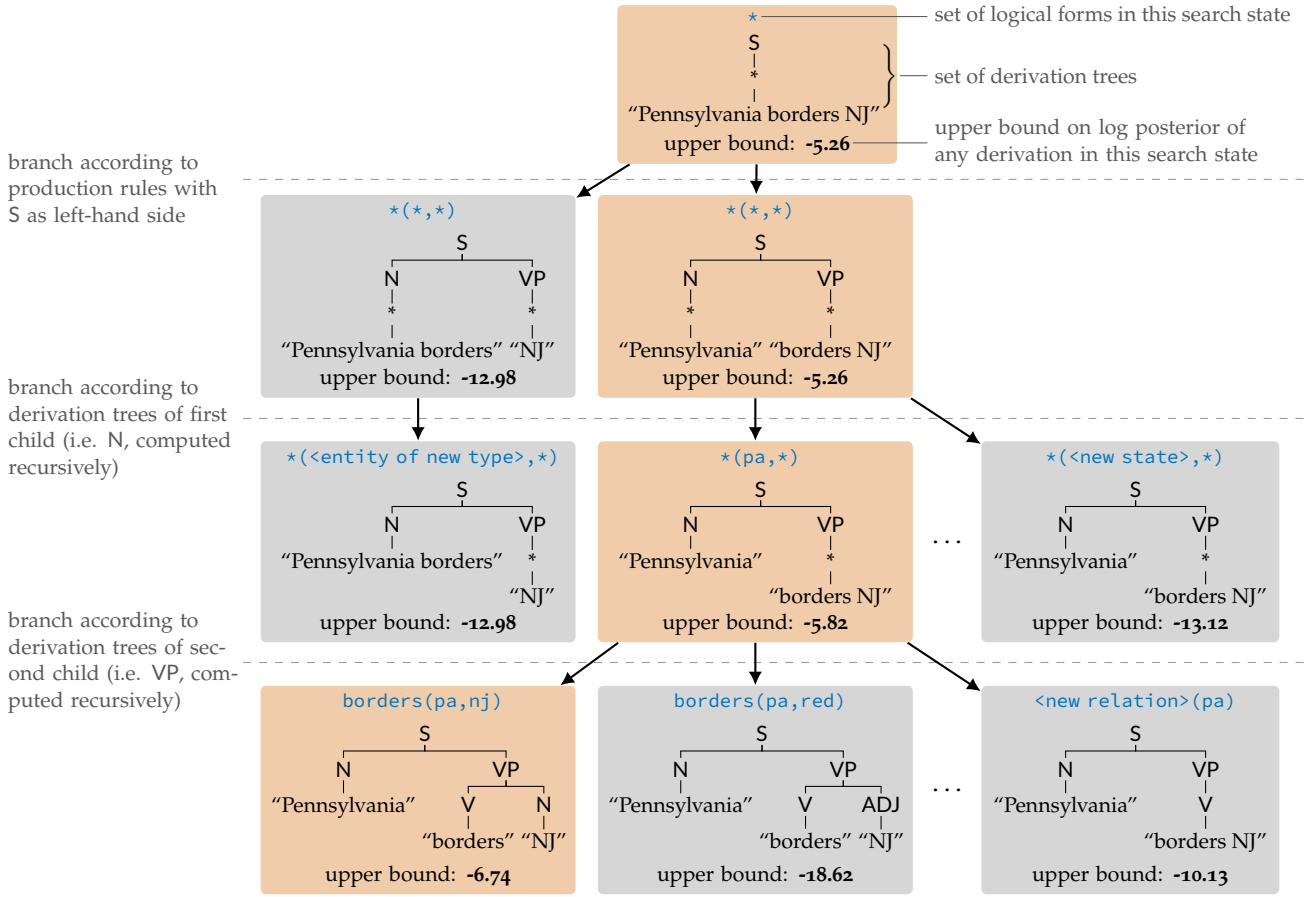 *
set of logical forms in this search state
S
*
set of derivation trees
“Pennsylvania borders NJ”
upper bound: -5.26
upper bound on log posterior of
any derivation in this search state
branch according to
production rules with
S as left-hand side
*(*,*)
S
N VP
* *
“Pennsylvania borders” “NJ”
upper bound: -12.98
*(*,*)
S
N VP
* *
“Pennsylvania” “borders NJ”
upper bound: -5.26
branch according to
derivation trees of first
child (i.e. N, computed
recursively)
*(<entity of new type>,*)
S
N VP
“Pennsylvania borders” *
“NJ”
upper bound: -12.98
*(pa,*)
S
N VP
“Pennsylvania” *
“borders NJ”
upper bound: -5.82
...
*(<new state>,*)
S
N VP
“Pennsylvania” *
“borders NJ”
upper bound: -13.12
branch according to
derivation trees of sec-
ond child (i.e. VP, com-
puted recursively)
borders(pa,nj)
S
N VP
“Pennsylvania” V N
“borders” “NJ”
upper bound: -6.74
borders(pa,red)
S
N VP
“Pennsylvania” V ADJ
“borders” “NJ”
upper bound: -18.62
...
<new relation>(pa)
S
N VP
“Pennsylvania” V
“borders NJ”
upper bound: -10.13